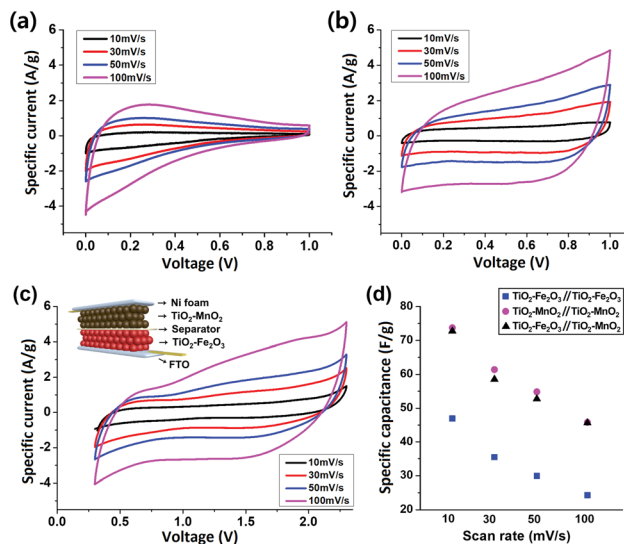 (a)
10mV/s
30mV/s
50mV/s
100mV/s
Specific current (A/g)
6
4
2
0
-2
-4
0.0 0.2 0.4 0.6 0.8 1.0
Voltage (V)
(b)
10mV/s
30mV/s
50mV/s
100mV/s
Specific current (A/g)
6
4
2
0
-2
-4
0.0 0.2 0.4 0.6 0.8 1.0
Voltage (V)
(c)
Ni foam
TiO₂-MnO₂
Separator
TiO₂-Fe₂O₃
FTO
10mV/s
30mV/s
50mV/s
100mV/s
Specific current (A/g)
6
4
2
0
-2
-4
0.0 0.5 1.0 1.5 2.0
Voltage (V)
(d)
TiO₂-Fe₂O₃//TiO₂-Fe₂O₃
TiO₂-MnO₂//TiO₂-MnO₂
TiO₂-Fe₂O₃//TiO₂-MnO₂
Specific capacitance (F/g)
80
70
60
50
40
30
20
10 30 50 100
Scan rate (mV/s)